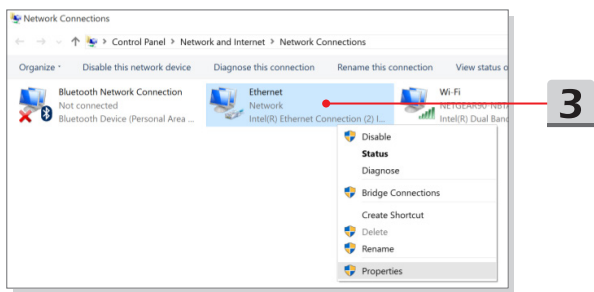 Network Connections
Control Panel > Network and Internet > Network Connections
Organize Disable this network device Diagnose this connection Rename this connection View status o
Bluetooth Network Connection
Not connected
Bluetooth Device (Personal Area ...
Ethernet
Network
Intel(R) Ethernet Connection (2) I...
Wi-Fi
Intel(R) Dual Band
3
Disable
Status
Diagnose
Bridge Connections
Create Shortcut
Delete
Rename
Properties